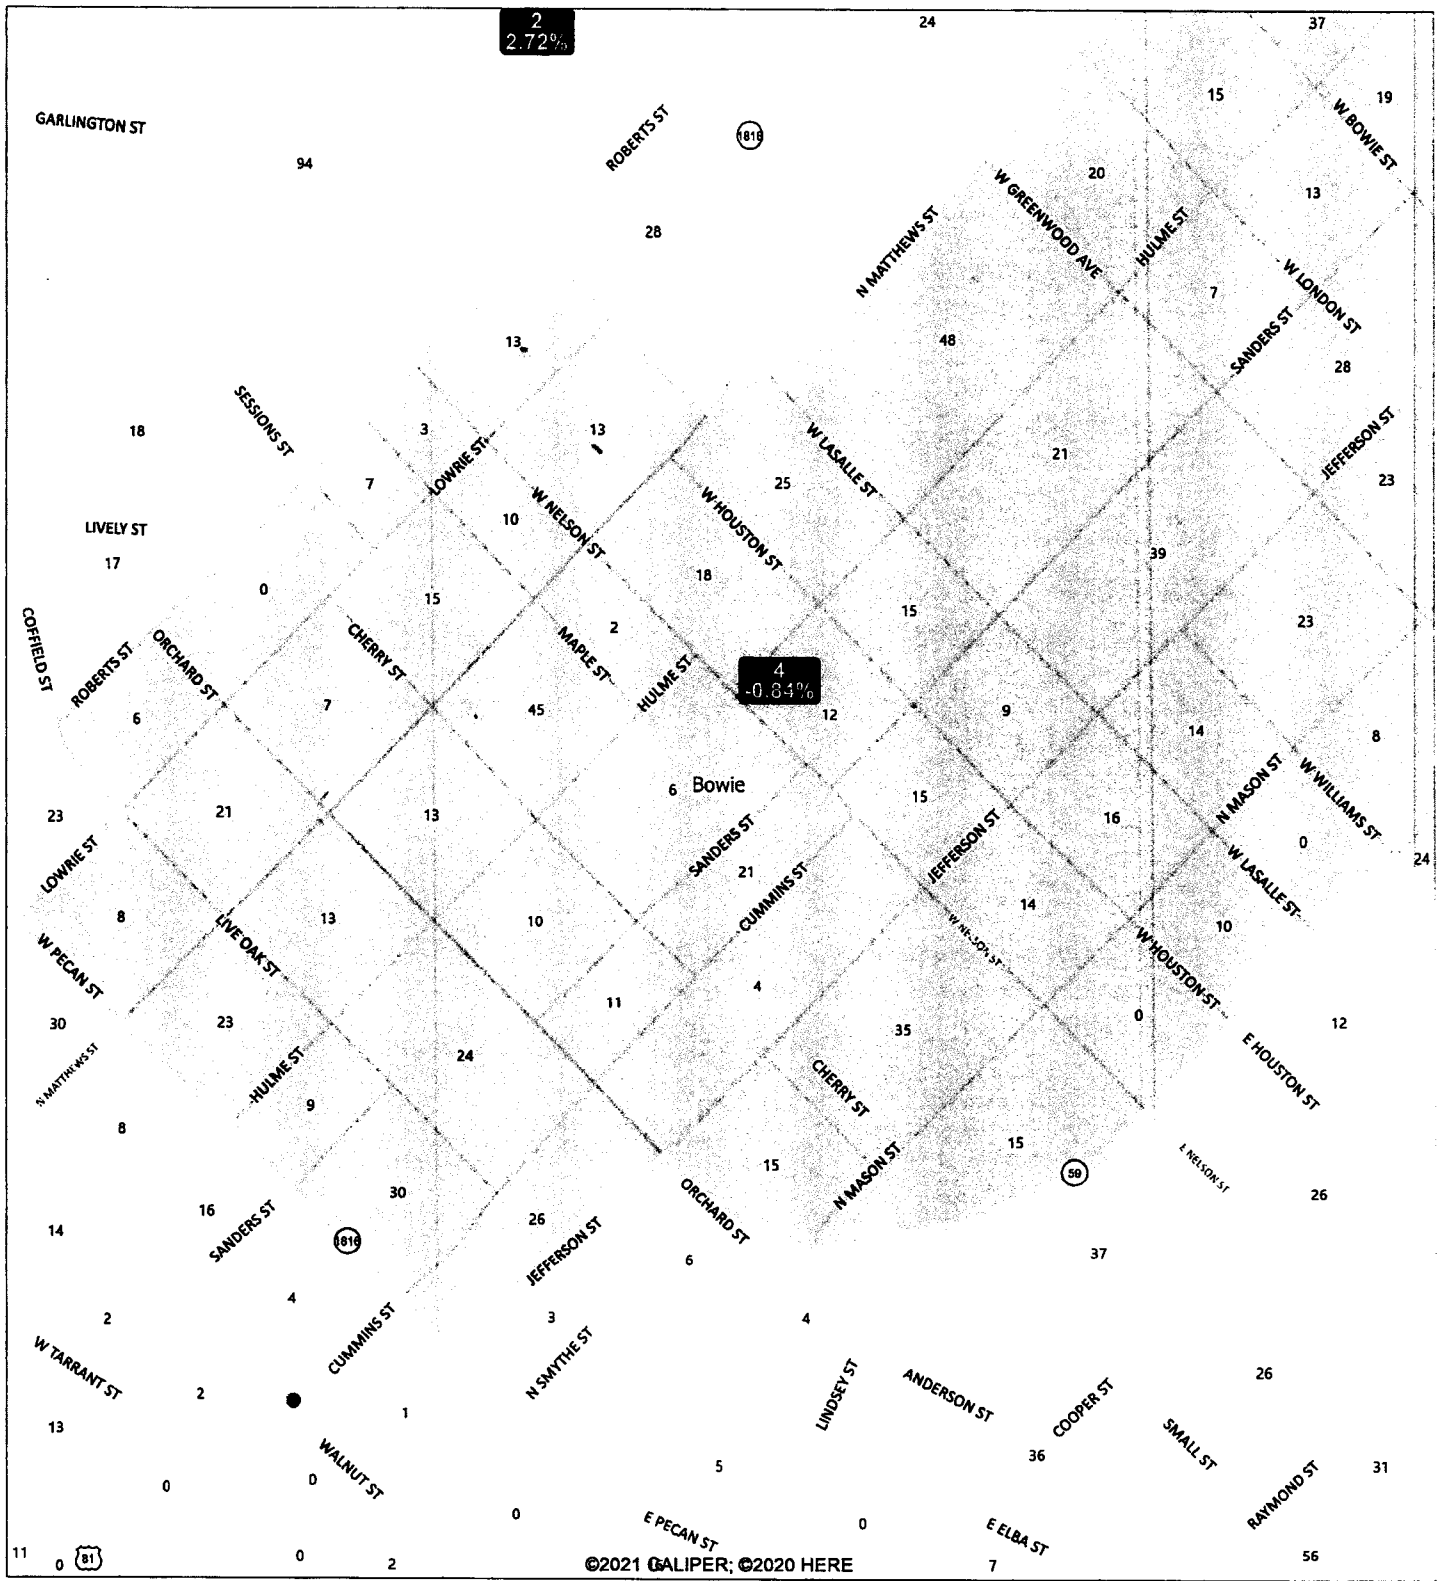 2
2.72%
24
37
15
19
W BOWIE ST
GARLINGTON ST
ROBERTS ST
1816
94
20
13
W GREENWOOD AVE
N MATTHEWS ST
HULME ST
28
W LONDON ST
7
13
48
SANDERS ST
28
SESSIONS ST
18
3
13
LOWRIE ST
W LASALLE ST
21
JEFFERSON ST
7
25
23
W NELSON ST
W HOUSTON ST
10
LIVELY ST
17
39
18
0
15
15
2
23
COFFIELD ST
ROBERTS ST
ORCHARD ST
CHERRY ST
MAPLE ST
HULME ST
4
-0.84%
6
7
45
12
9
14
8
6
Bowie
15
N MASON ST
W WILLIAMS ST
23
21
13
16
0
SANDERS ST
JEFFERSON ST
24
LOWRIE ST
21
CUMMINS ST
W LASALLE ST
8
13
10
14
10
LIVE OAK ST
W NELSON ST
W HOUSTON ST
W PECAN ST
4
11
30
23
35
0
12
N MATTHEWS ST
HULME ST
24
E HOUSTON ST
CHERRY ST
9
8
15
15
59
E NELSON ST
N MASON ST
30
26
16
ORCHARD ST
26
14
SANDERS ST
1816
JEFFERSON ST
6
37
4
2
3
4
CUMMINS ST
W TARRANT ST
N SMYTHE ST
LINDSEY ST
ANDERSON ST
26
COOPER ST
2
13
1
SMALL ST
WALNUT ST
36
5
31
RAYMOND ST
0
0
0
E PECAN ST
0
E ELBA ST
11
0
81
0
2
©2021 CALIPER; ©2020 HERE
7
56